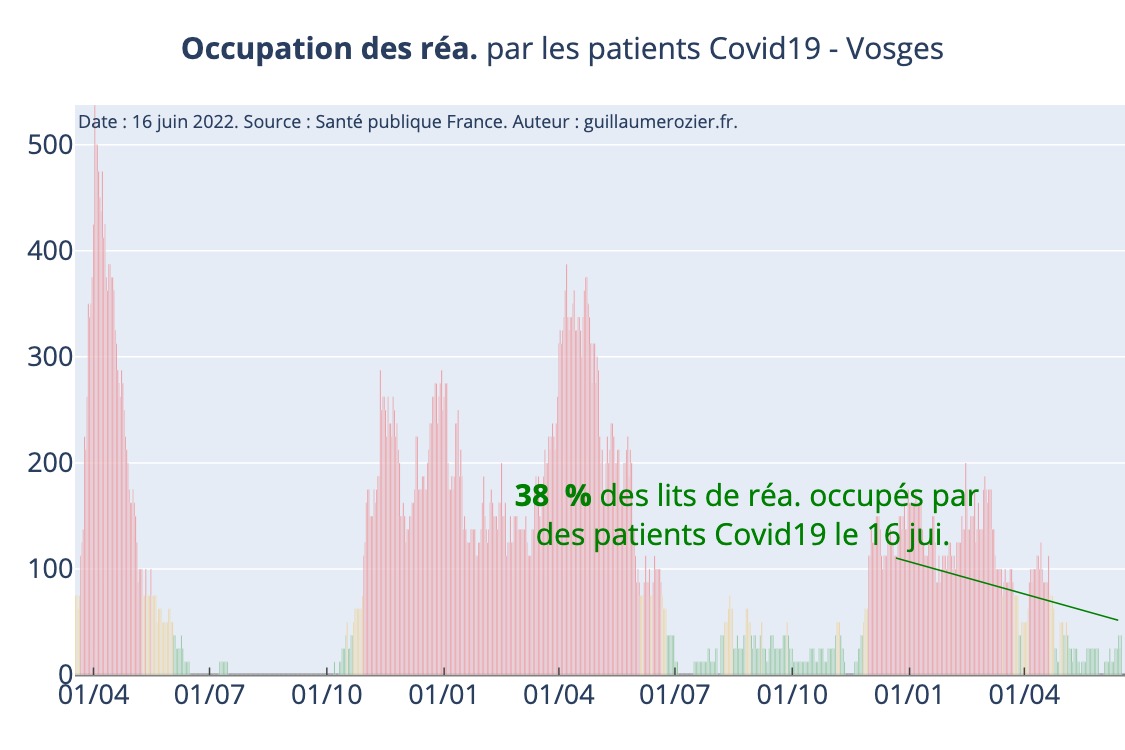 Occupation des réa. par les patients Covid19 - Vosges
Date : 16 juin 2022. Source : Santé publique France. Auteur : guillaumerozier.fr.
500
400
300
200
100
0
38 % des lits de réa. occupés par
des patients Covid19 le 16 jui.
01/04 01/07 01/10 01/01 01/04 01/07 01/10 01/01 01/04